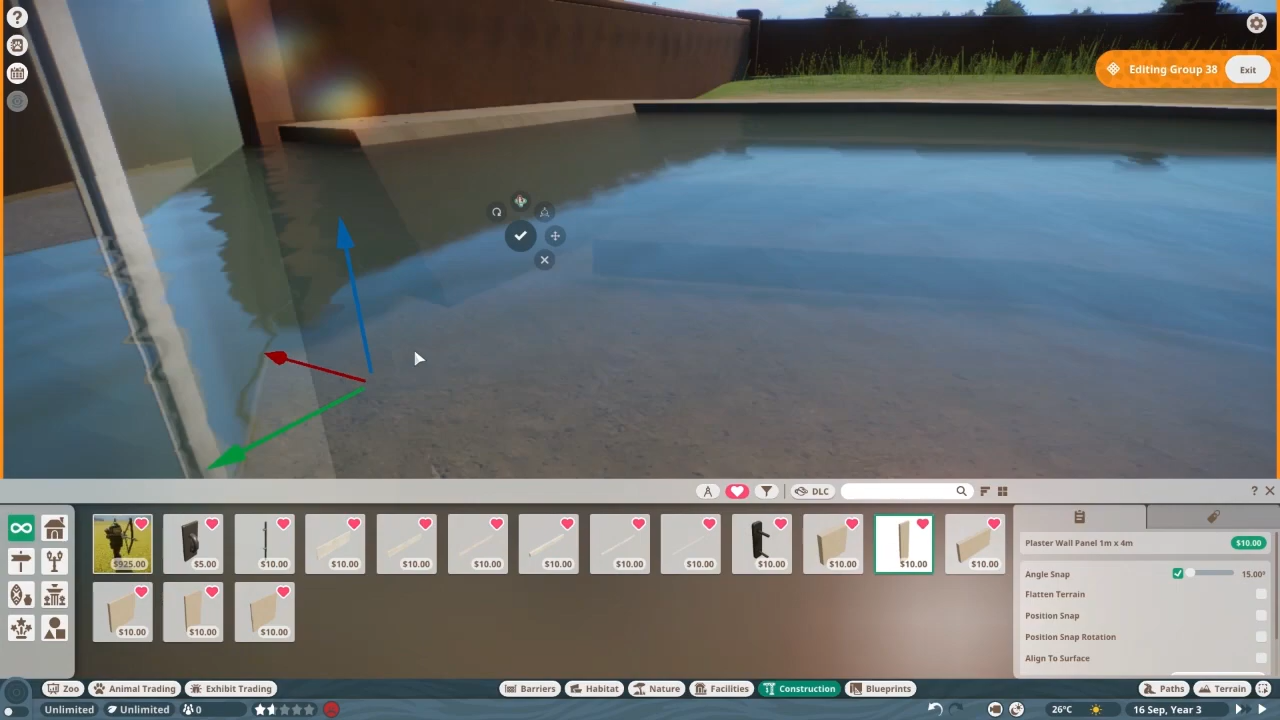 Editing Group 38
Exit
DLC
$925.00
$5.00
$10.00
$10.00
$10.00
$10.00
$10.00
$10.00
$10.00
$10.00
$10.00
$10.00
$10.00
$10.00
$10.00
$10.00
Plaster Wall Panel 1m x 4m
$10.00
Angle Snap
15.00°
Flatten Terrain
Position Snap
Position Snap Rotation
Align To Surface
Zoo
Animal Trading
Exhibit Trading
Barriers
Habitat
Nature
Facilities
Construction
Blueprints
Paths
Terrain
Unlimited
Unlimited
0
26°C
16 Sep, Year 3